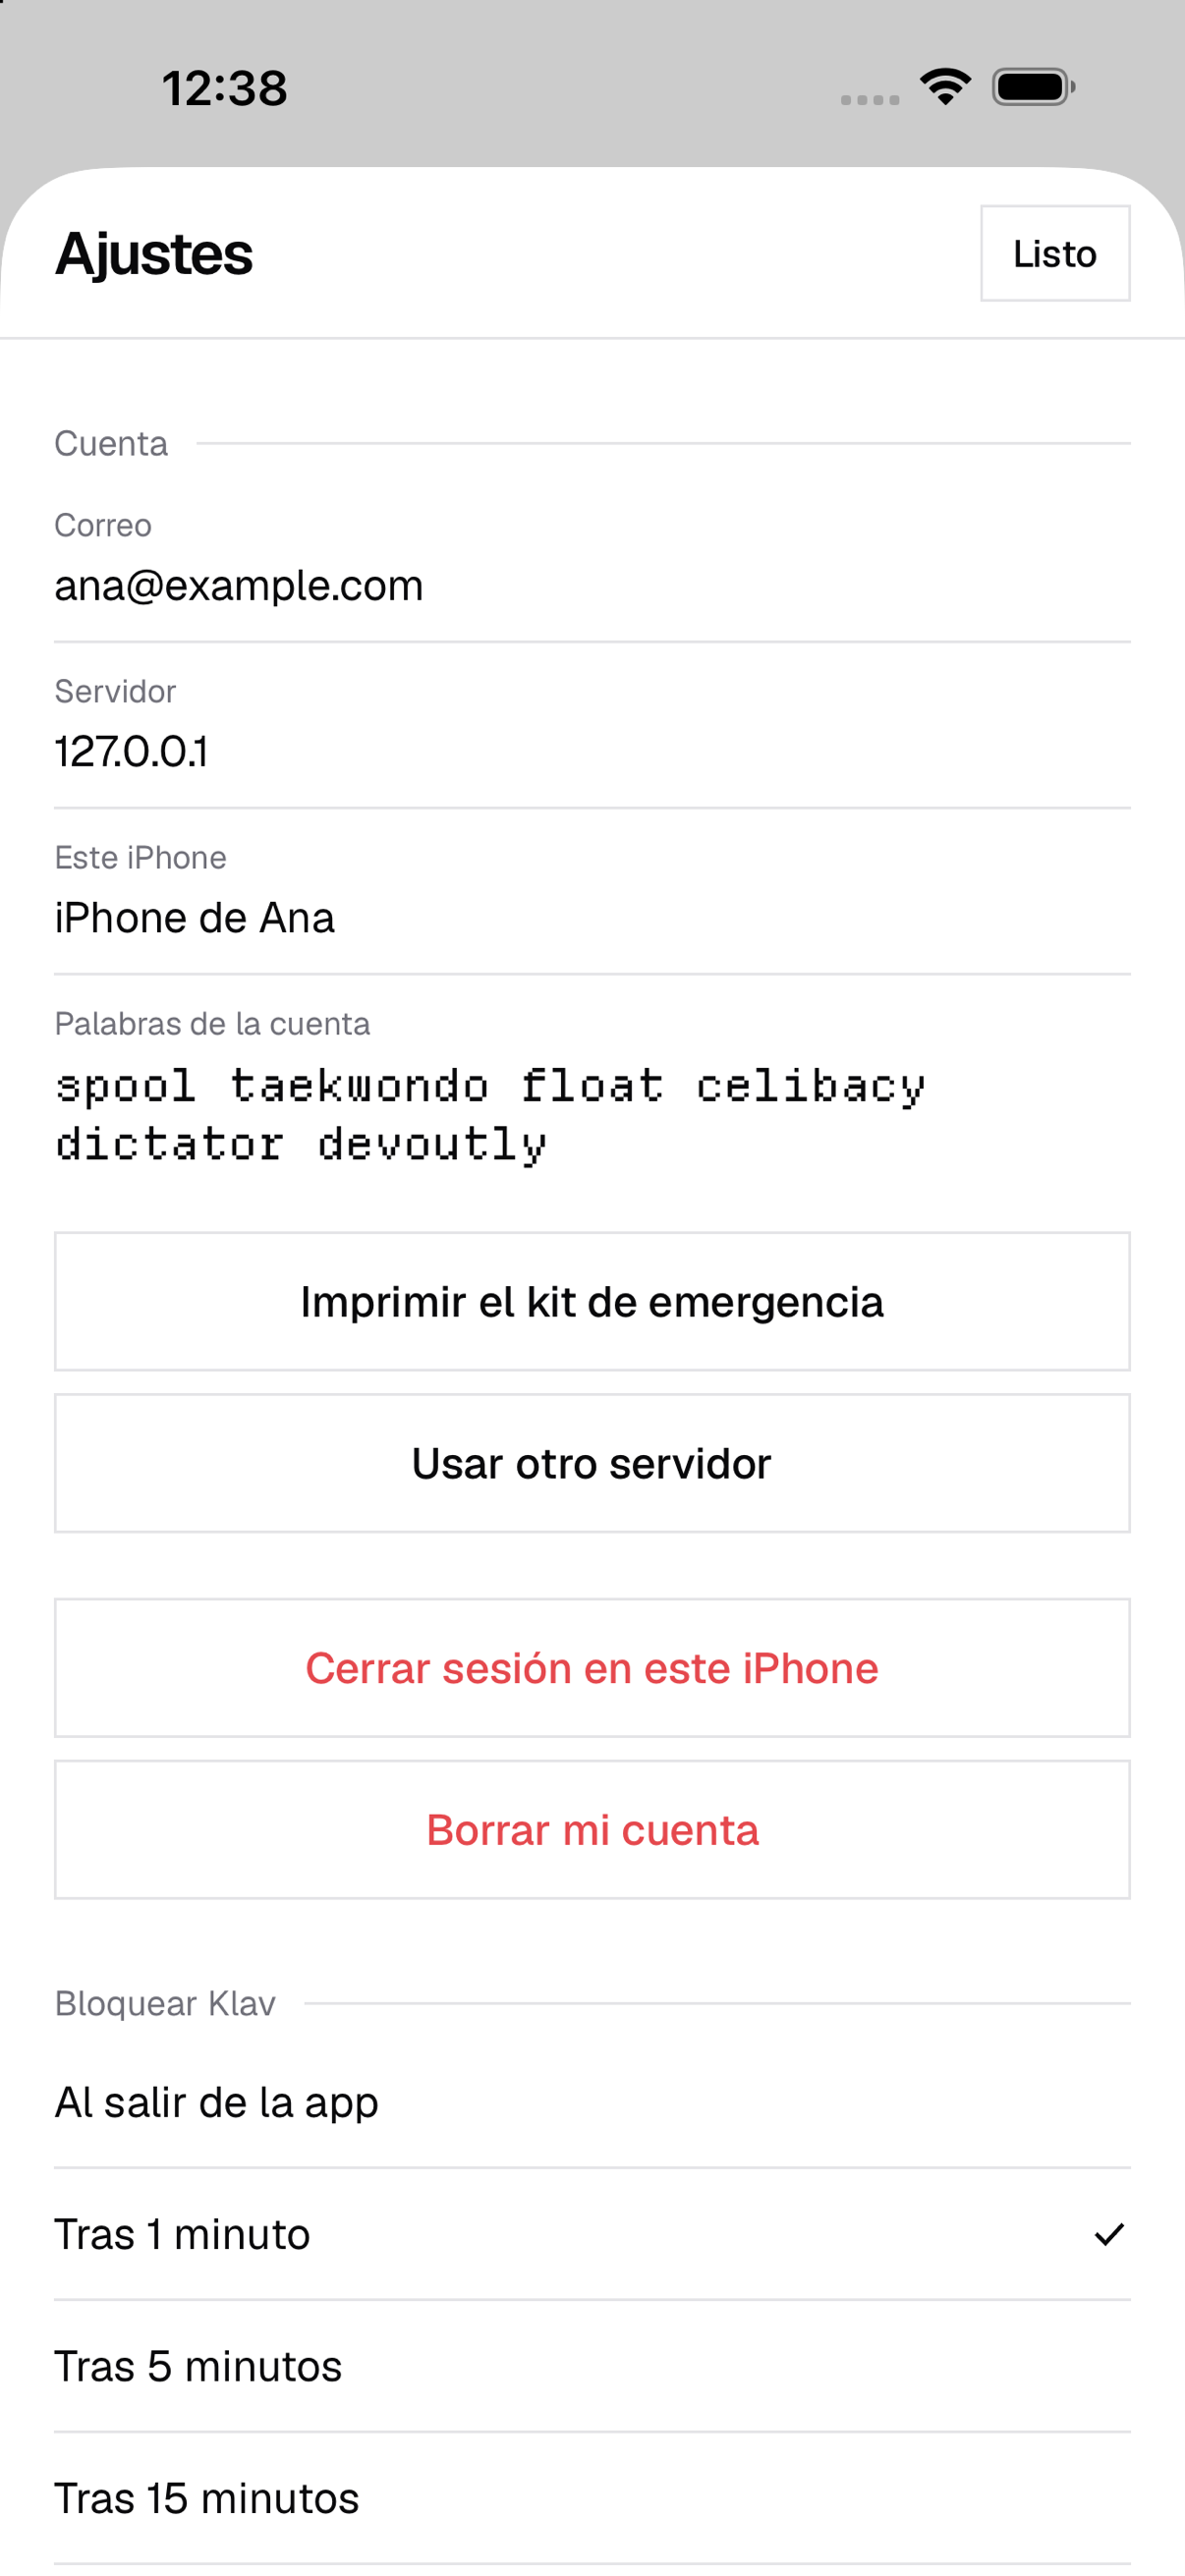 12:38
Ajustes
Listo
Cuenta
Correo
ana@example.com
Servidor
127.0.0.1
Este iPhone
iPhone de Ana
Palabras de la cuenta
spool taekwondo float celibacy
dictator devoutly
Imprimir el kit de emergencia
Usar otro servidor
Cerrar sesión en este iPhone
Borrar mi cuenta
Bloquear Klav
Al salir de la app
Tras 1 minuto
Tras 5 minutos
Tras 15 minutos